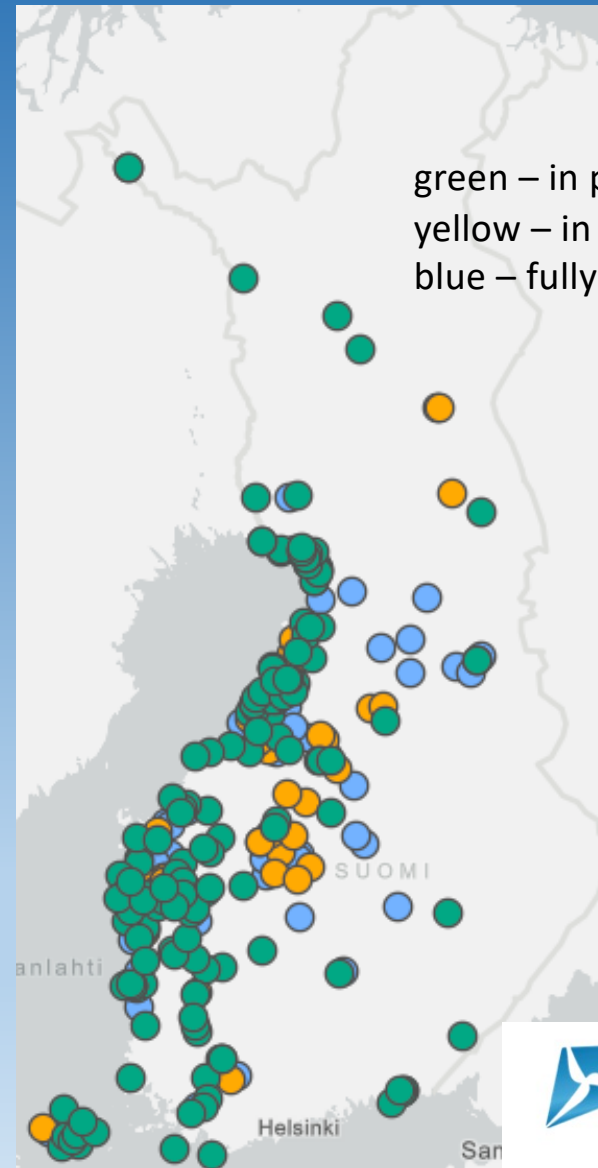 green – in p
yellow – in
blue – fully
SUOMI
anlahti
Helsinki
San